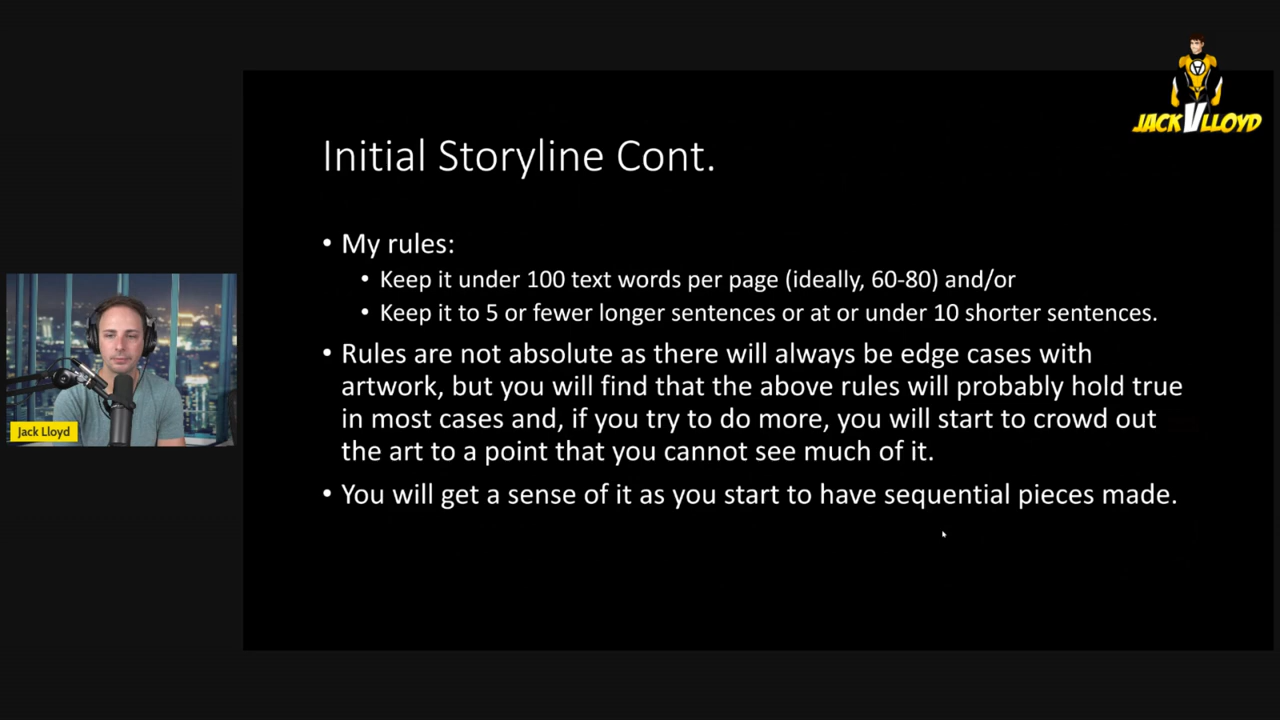 JACK V LLOYD
Initial Storyline Cont.
• My rules:
• Keep it under 100 text words per page (ideally, 60-80) and/or
• Keep it to 5 or fewer longer sentences or at or under 10 shorter sentences.
• Rules are not absolute as there will always be edge cases with
artwork, but you will find that the above rules will probably hold true
in most cases and, if you try to do more, you will start to crowd out
the art to a point that you cannot see much of it.
• You will get a sense of it as you start to have sequential pieces made.
Jack Lloyd